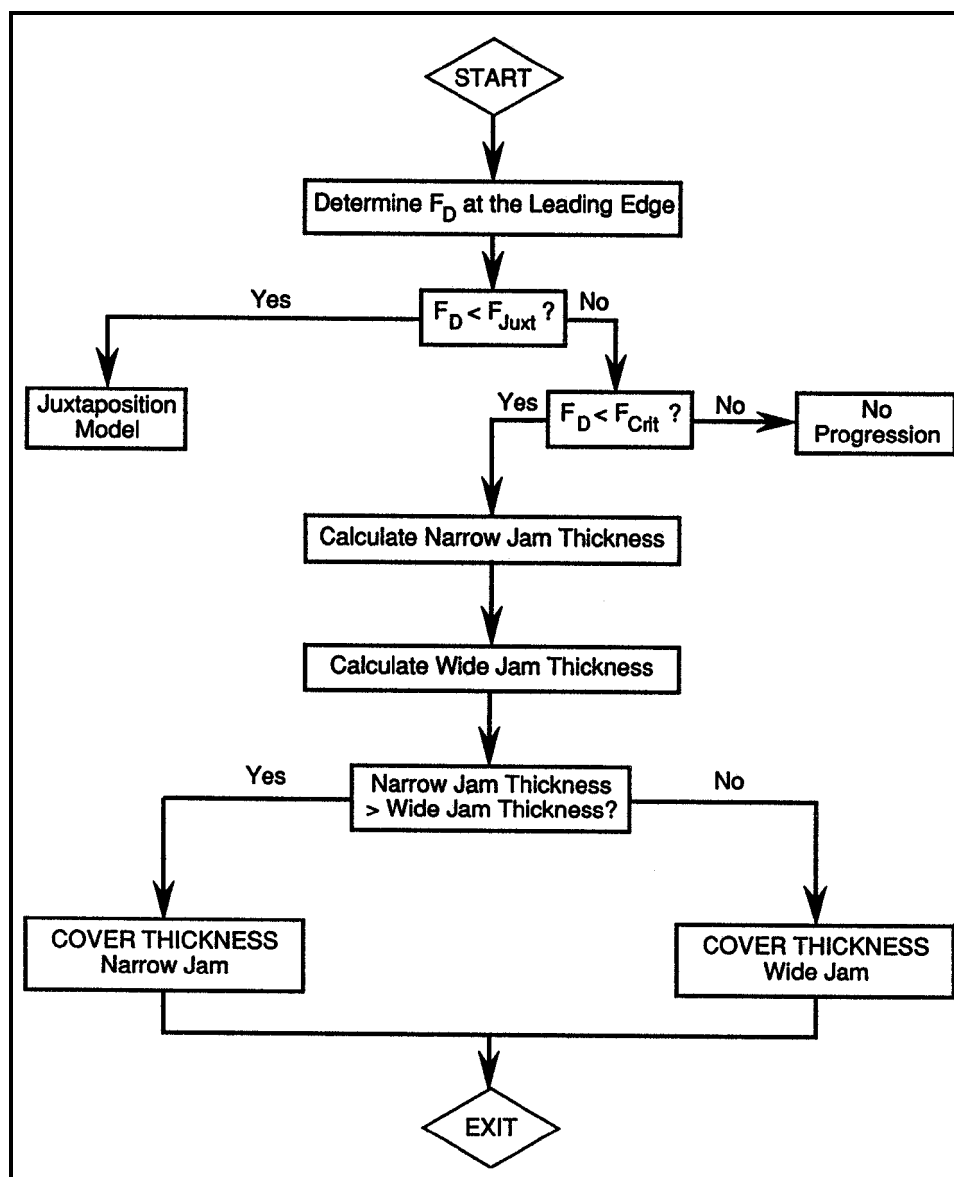 START
Determine F_D at the Leading Edge
Yes
F_D < F_Juxt ?
No
Juxtaposition
Model
Yes
F_D < F_Crit ?
No
No
Progression
Calculate Narrow Jam Thickness
Calculate Wide Jam Thickness
Yes
Narrow Jam Thickness
> Wide Jam Thickness?
No
COVER THICKNESS
Narrow Jam
COVER THICKNESS
Wide Jam
EXIT